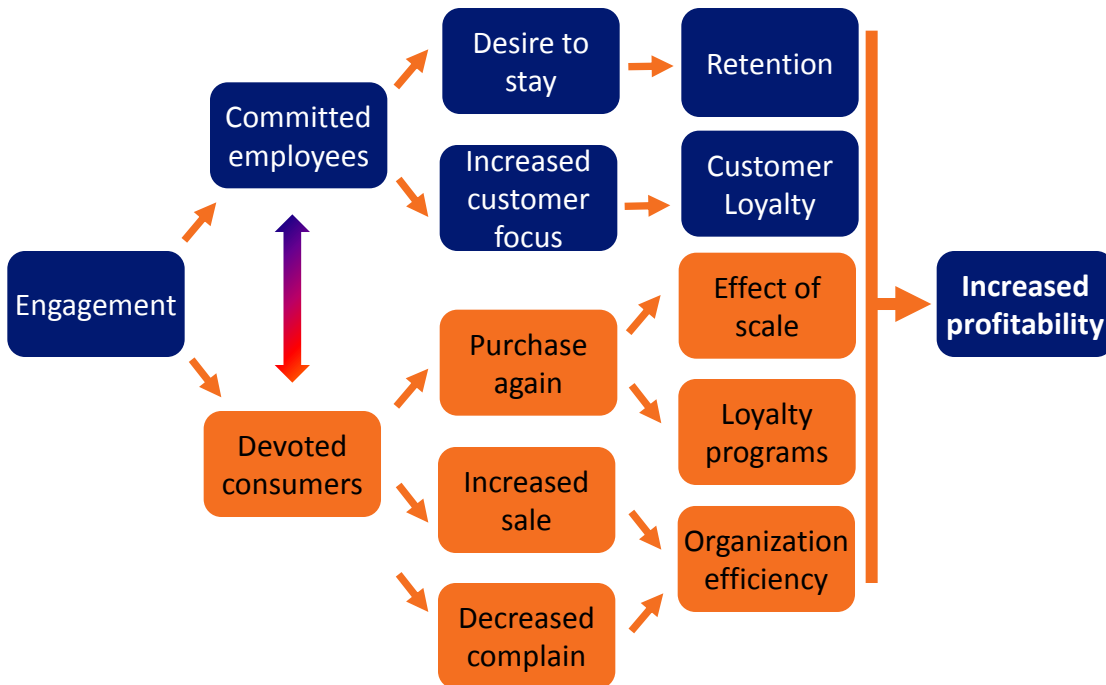 Engagement
Committed
employees
Devoted
consumers
Desire to
stay
Increased
customer
focus
Purchase
again
Increased
sale
Decreased
complain
Retention
Customer
Loyalty
Effect of
scale
Loyalty
programs
Organization
efficiency
Increased
profitability